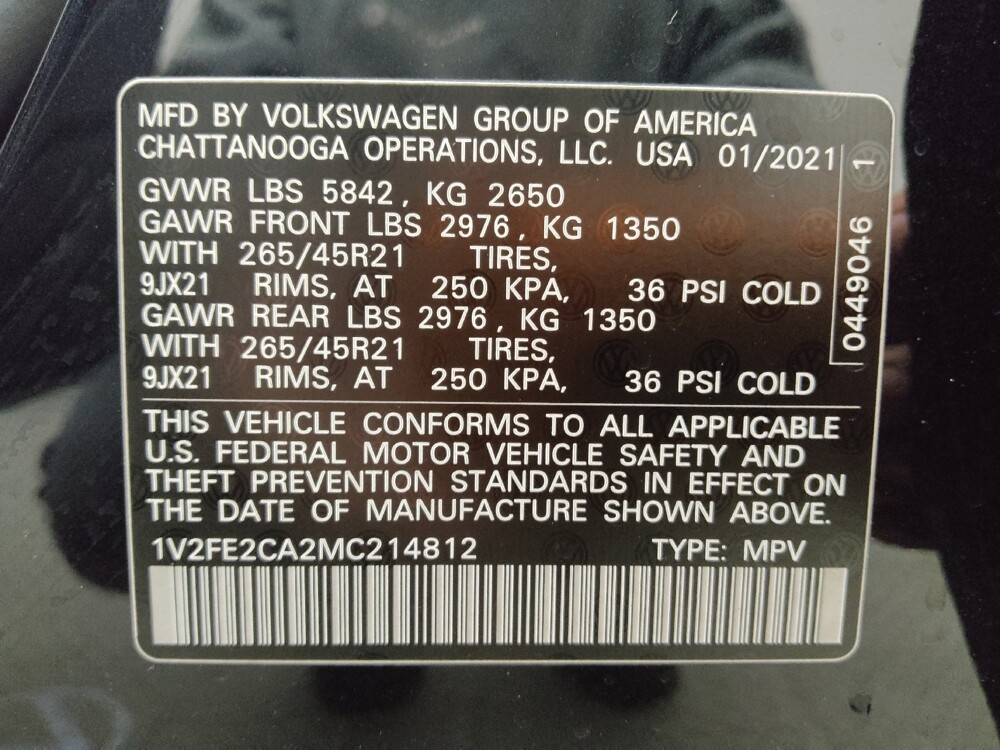 MFD BY VOLKSWAGEN GROUP OF AMERICA
CHATTANOOGA OPERATIONS, LLC. USA 01/2021
GVWR LBS 5842, KG 2650
GAWR FRONT LBS 2976, KG 1350
WITH 265/45R21 TIRES,
9JX21 RIMS, AT 250 KPA, 36 PSI COLD
GAWR REAR LBS 2976, KG 1350
WITH 265/45R21 TIRES,
9JX21 RIMS, AT 250 KPA, 36 PSI COLD
0449046 1
THIS VEHICLE CONFORMS TO ALL APPLICABLE
U.S. FEDERAL MOTOR VEHICLE SAFETY AND
THEFT PREVENTION STANDARDS IN EFFECT ON
THE DATE OF MANUFACTURE SHOWN ABOVE.
1V2FE2CA2MC214812 TYPE: MPV